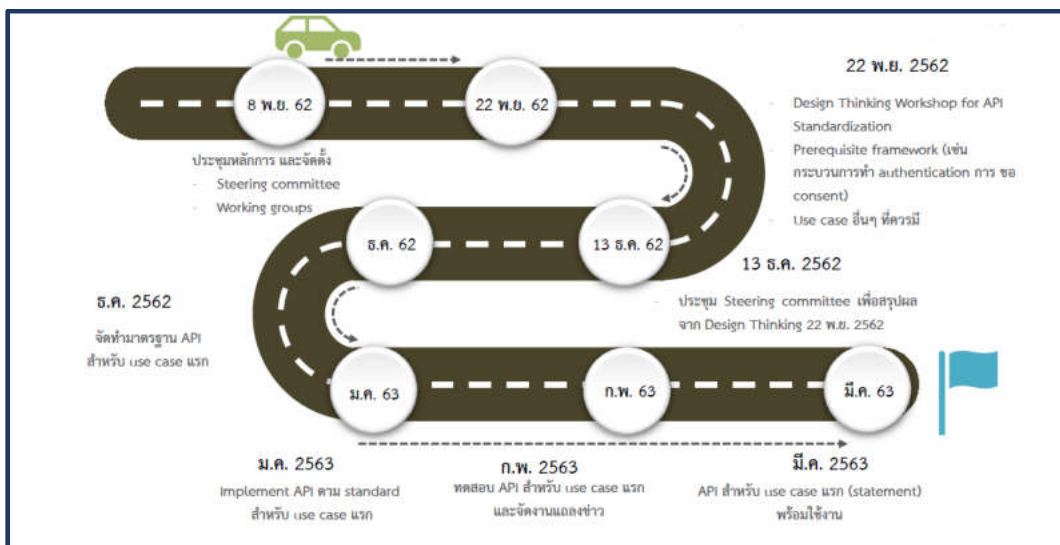 8 พ.ย. 62
22 พ.ย. 62
ประชุมหลักการ และจัดตั้ง
- Steering committee
- Working groups
22 พ.ย. 2562
- Design Thinking Workshop for API
Standardization
- Prerequisite framework (เช่น
กระบวนการทำ authentication การ ขอ
consent)
- Use case อื่นๆ ที่ควรมี
ธ.ค. 62
13 ธ.ค. 62
13 ธ.ค. 2562
- ประชุม Steering committee เพื่อสรุปผล
จาก Design Thinking 22 พ.ย. 2562
ธ.ค. 2562
จัดทำมาตรฐาน API
สำหรับ use case แรก
ม.ค. 63
ก.พ. 63
มี.ค. 63
ม.ค. 2563
Implement API ตาม standard
สำหรับ use case แรก
ก.พ. 2563
ทดสอบ API สำหรับ use case แรก
และจัดงานแถลงข่าว
มี.ค. 2563
API สำหรับ use case แรก (statement)
พร้อมใช้งาน